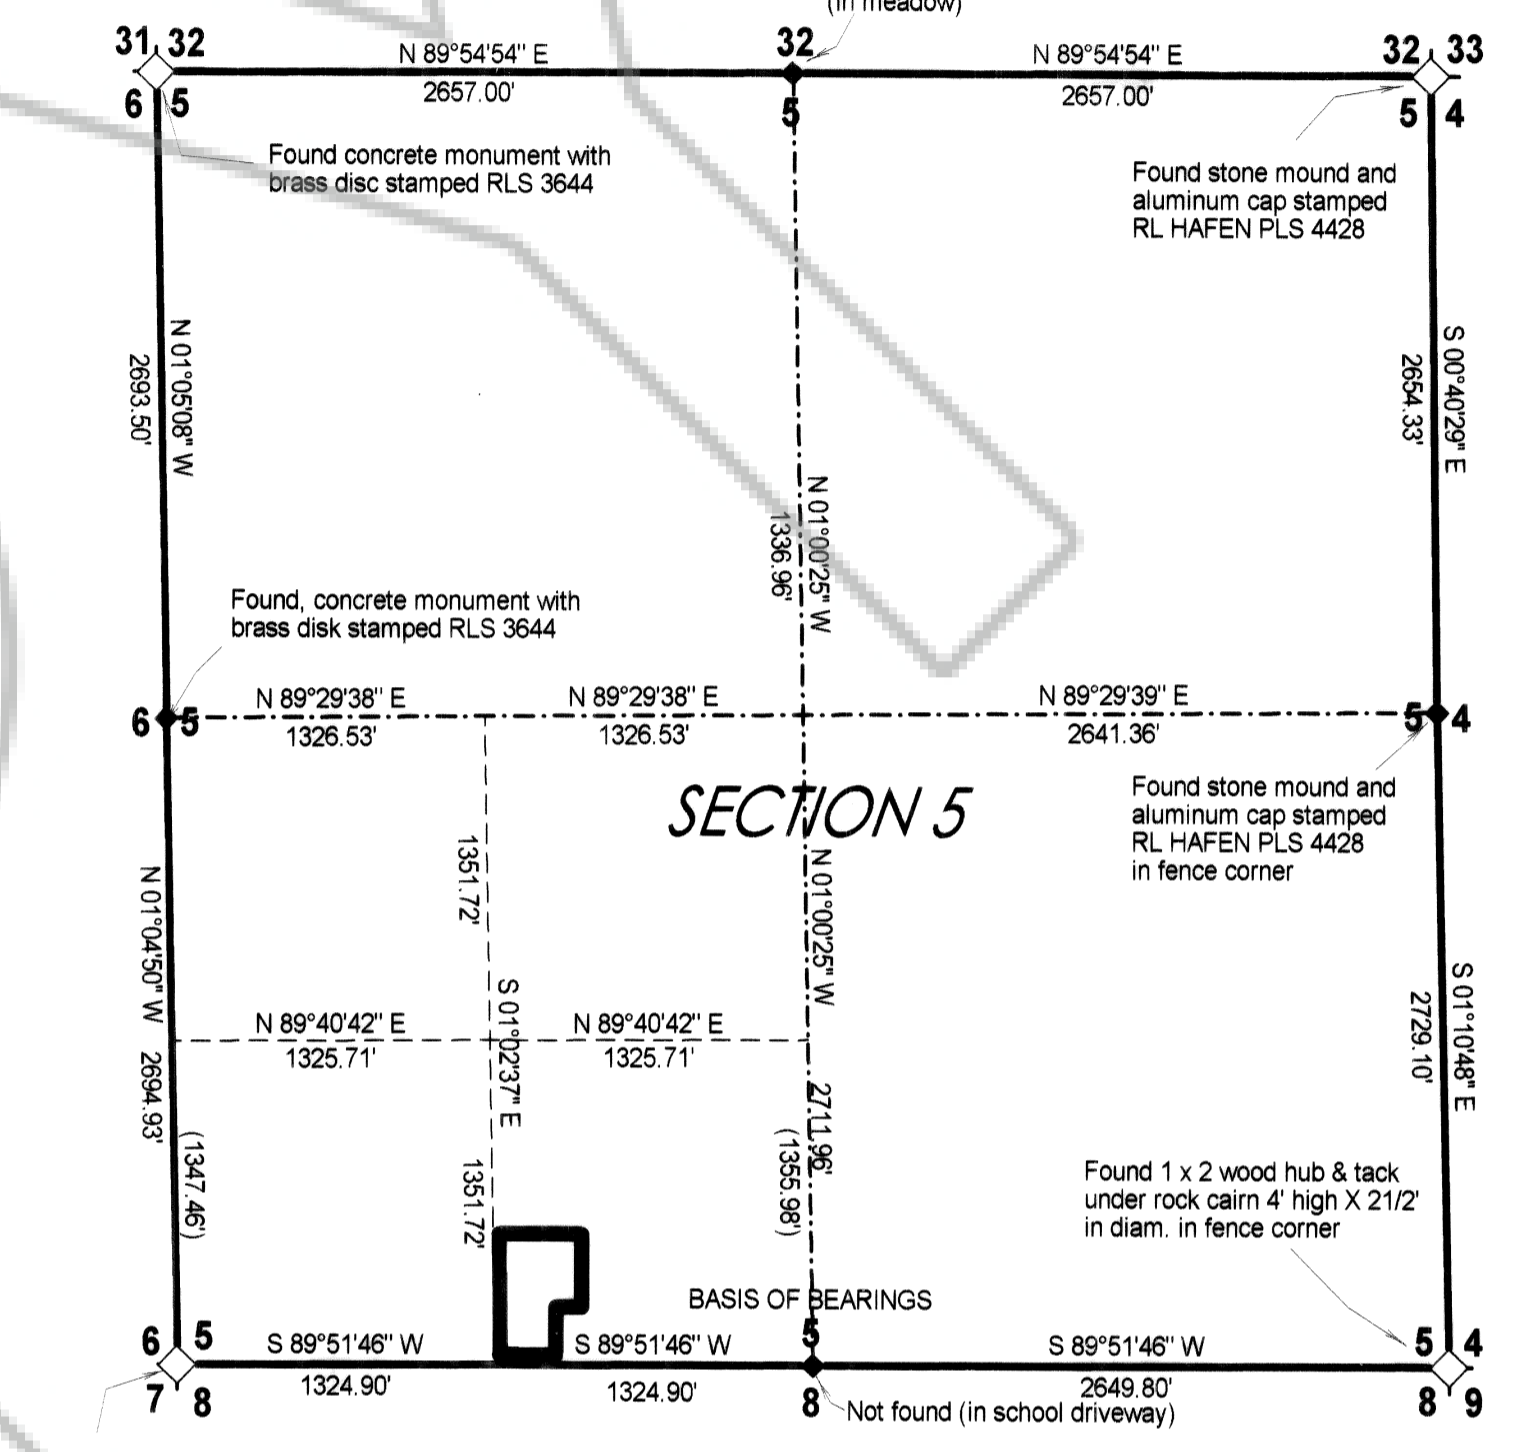 (in meadow)
31 32
N 89°54'54" E
32
N 89°54'54" E
32 33
6 5
2657.00'
5
2657.00'
5 4
Found concrete monument with
brass disc stamped RLS 3644
Found stone mound and
aluminum cap stamped
RL HAFEN PLS 4428
N 01°05'08" W
2693.50'
S 00°40'29" E
2654.33'
N 01°00'25" W
1336.96'
Found, concrete monument with
brass disk stamped RLS 3644
N 89°29'38" E
N 89°29'38" E
N 89°29'39" E
6 5
1326.53'
1326.53'
2641.36'
5 4
SECTION 5
Found stone mound and
aluminum cap stamped
RL HAFEN PLS 4428
in fence corner
1351.72'
N 01°00'25" W
N 01°04'50" W 2694.93'
S 01°02'37" E
N 89°40'42" E
N 89°40'42" E
1325.71'
1325.71'
S 01°10'48" E
2729.10'
2711.96'
(1347.46')
1351.72'
(1355.98')
Found 1 x 2 wood hub & tack
under rock cairn 4' high X 21/2'
in diam. in fence corner
BASIS OF BEARINGS
6 5
S 89°51'46" W
S 89°51'46" W
5
S 89°51'46" W
5 4
7 8
1324.90'
1324.90'
8
2649.80'
8 9
Not found (in school driveway)